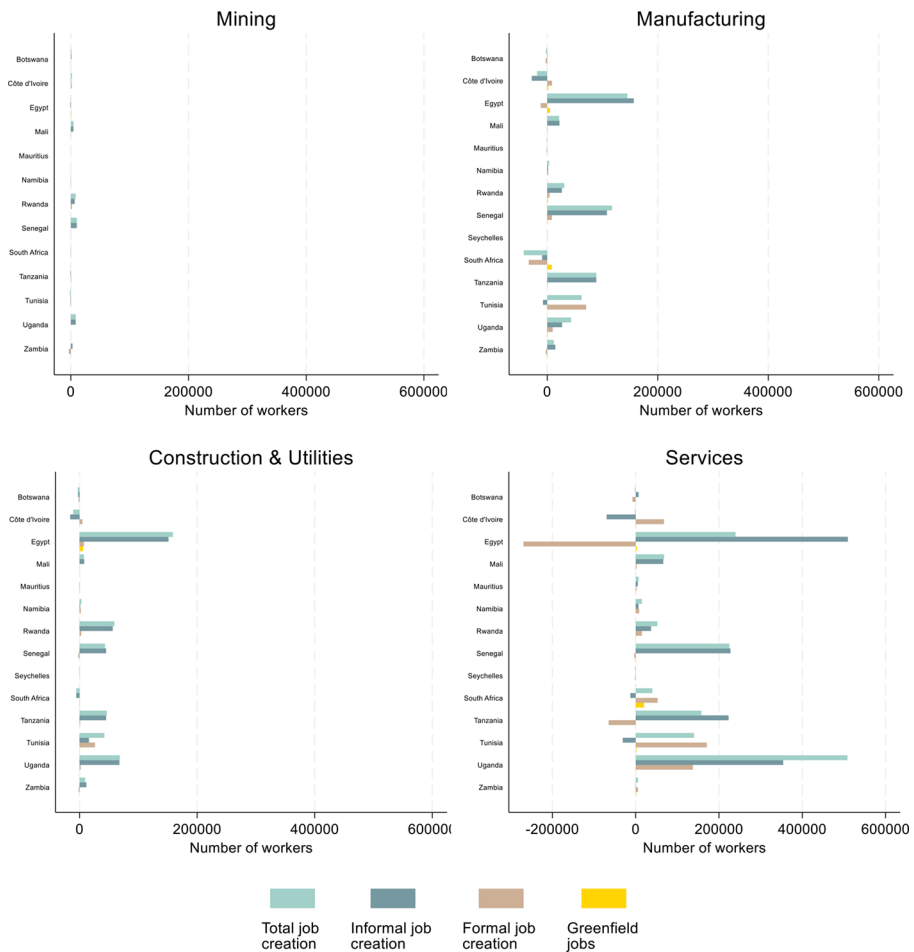 Mining
Botswana
Côte d'Ivoire
Egypt
Mali
Mauritius
Namibia
Rwanda
Senegal
South Africa
Tanzania
Tunisia
Uganda
Zambia
0 200000 400000 600000
Number of workers
Manufacturing
Botswana
Côte d'Ivoire
Egypt
Mali
Mauritius
Namibia
Rwanda
Senegal
Seychelles
South Africa
Tanzania
Tunisia
Uganda
Zambia
0 200000 400000 600000
Number of workers
Construction & Utilities
Botswana
Côte d'Ivoire
Egypt
Mali
Mauritius
Namibia
Rwanda
Senegal
Seychelles
South Africa
Tanzania
Tunisia
Uganda
Zambia
0 200000 400000 600000
Number of workers
Services
Botswana
Côte d'Ivoire
Egypt
Mali
Mauritius
Namibia
Rwanda
Senegal
Seychelles
South Africa
Tanzania
Tunisia
Uganda
Zambia
-200000 0 200000 400000 600000
Number of workers
Total job
creation
Informal job
creation
Formal job
creation
Greenfield
jobs